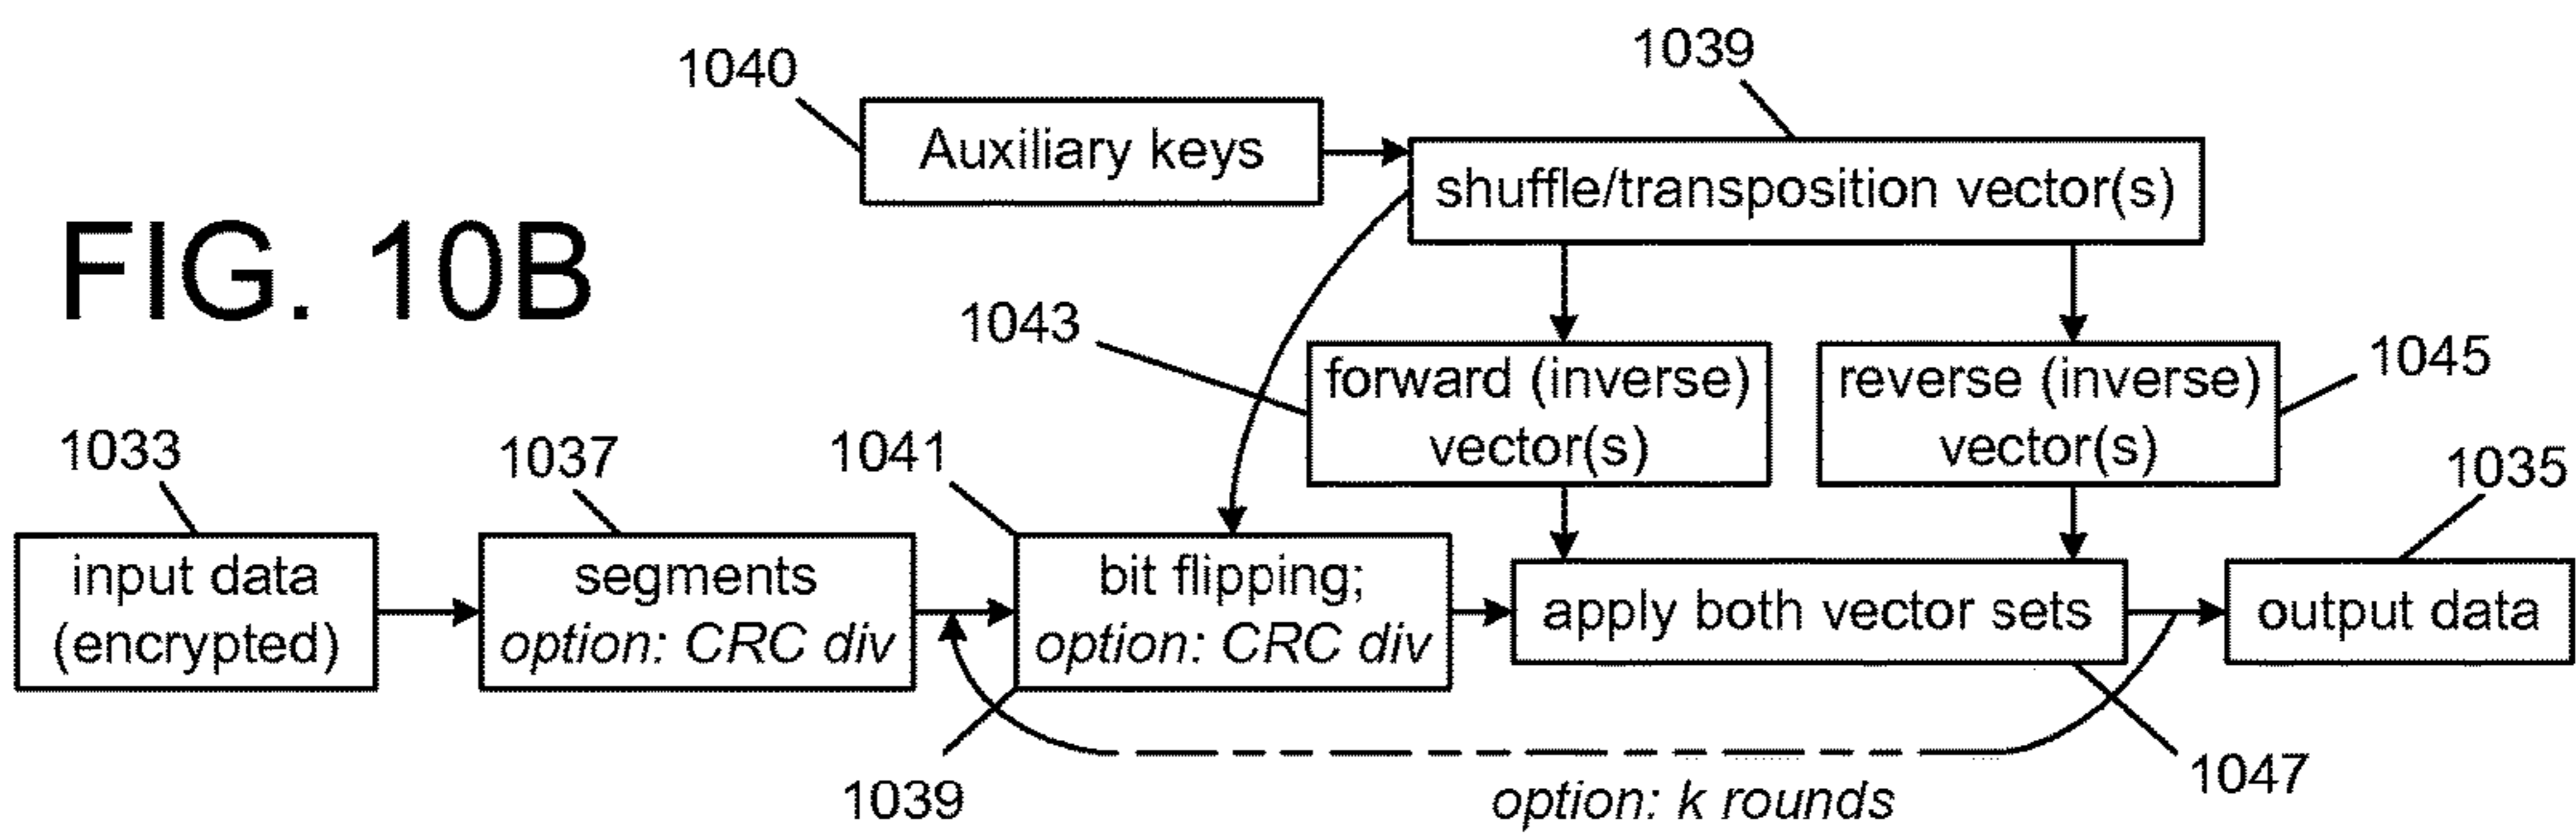 FIG. 10B
1040
1039
Auxiliary keys
shuffle/transposition vector(s)
1043
1045
forward (inverse)
vector(s)
reverse (inverse)
vector(s)
1033
1037
1041
1035
input data
(encrypted)
segments
option: CRC div
bit flipping;
option: CRC div
apply both vector sets
output data
1039
option: k rounds
1047